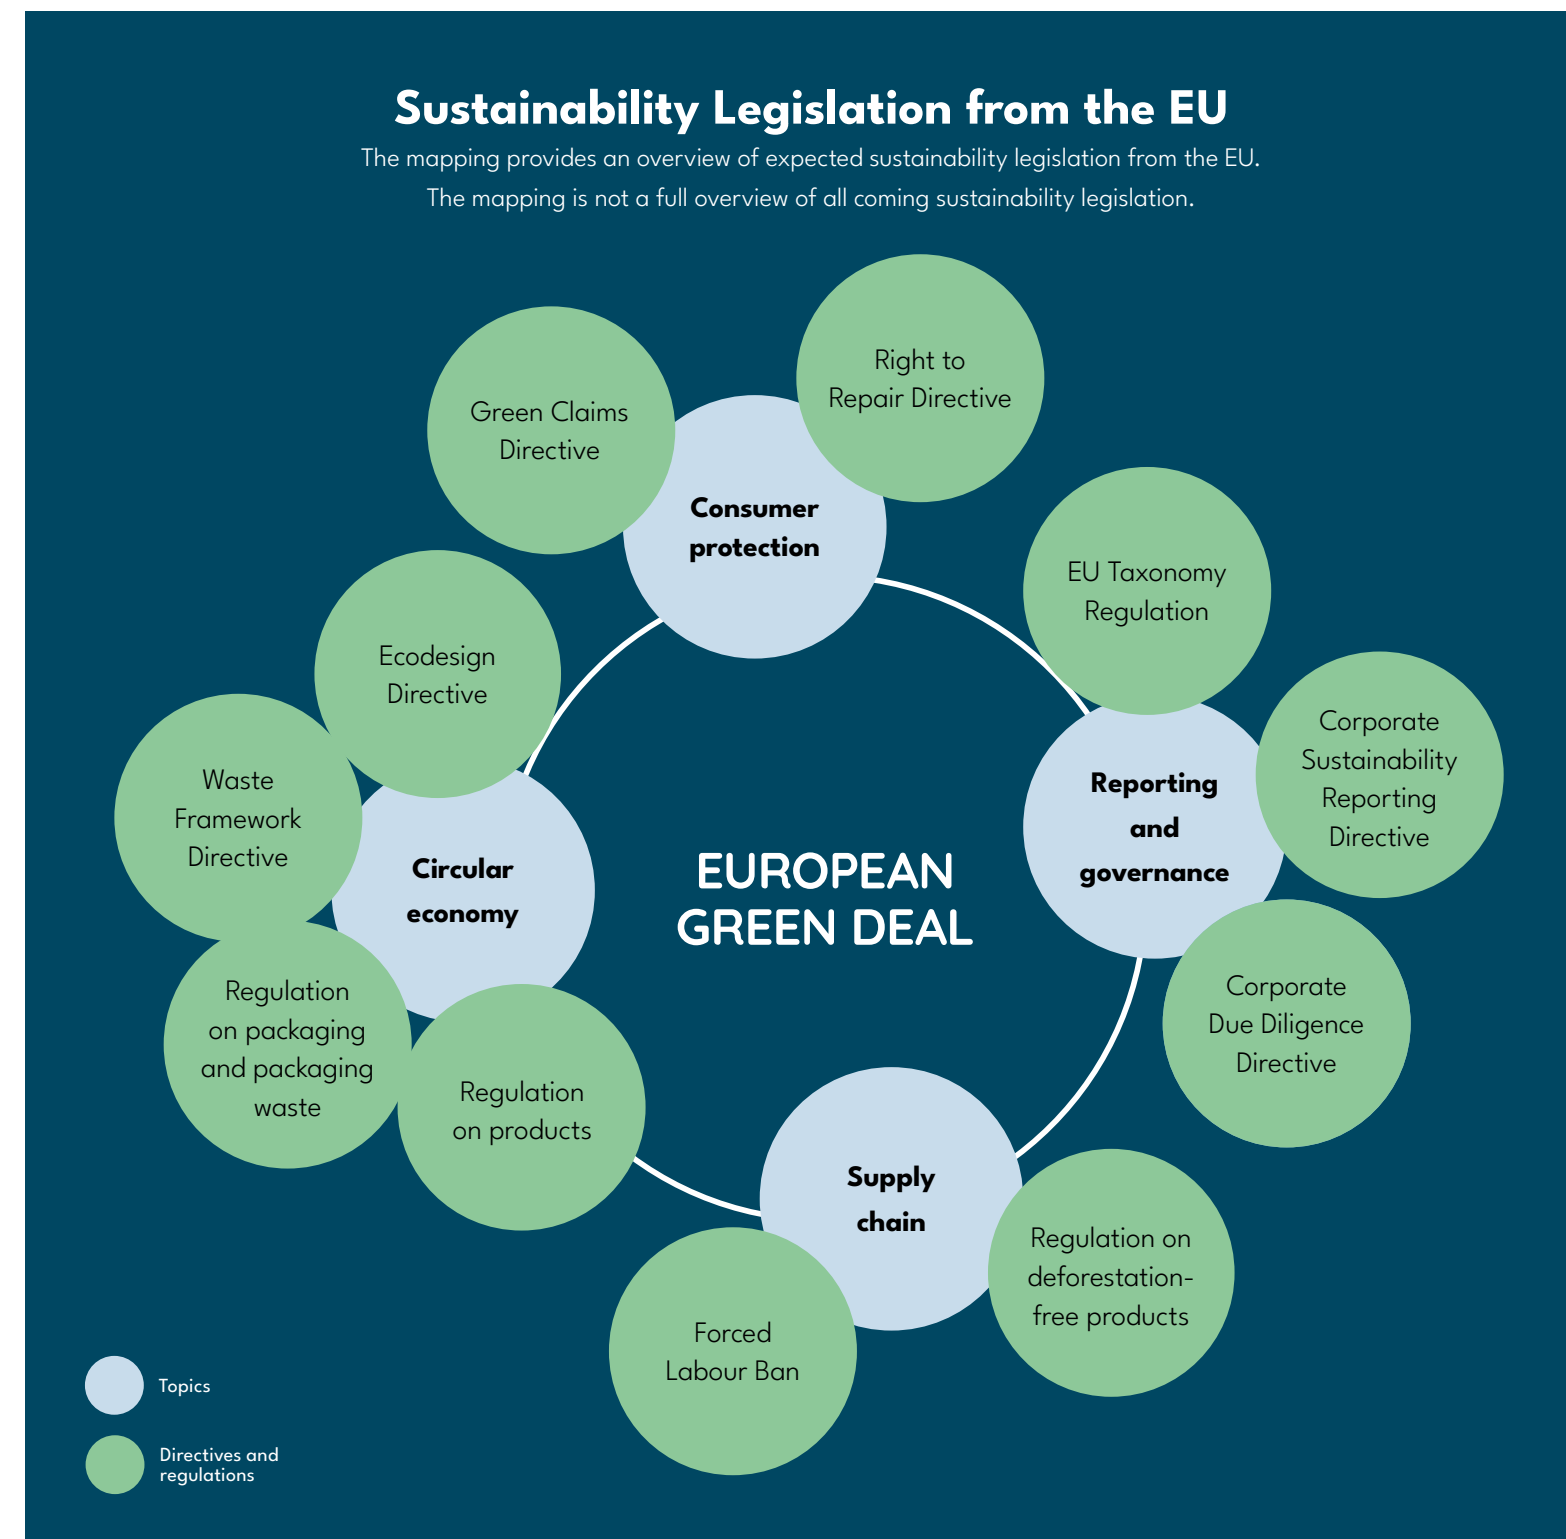 Sustainability Legislation from the EU
The mapping provides an overview of expected sustainability legislation from the EU.
The mapping is not a full overview of all coming sustainability legislation.
Right to
Repair Directive
Green Claims
Directive
Consumer
protection
EU Taxonomy
Regulation
Ecodesign
Directive
Corporate
Sustainability
Reporting
Directive
Waste
Framework
Directive
Reporting
and
governance
Circular
economy
EUROPEAN
GREEN DEAL
Regulation
on packaging
and packaging
waste
Corporate
Due Diligence
Directive
Regulation
on products
Supply
chain
Regulation on
deforestation-
free products
Forced
Labour Ban
Topics
Directives and
regulations